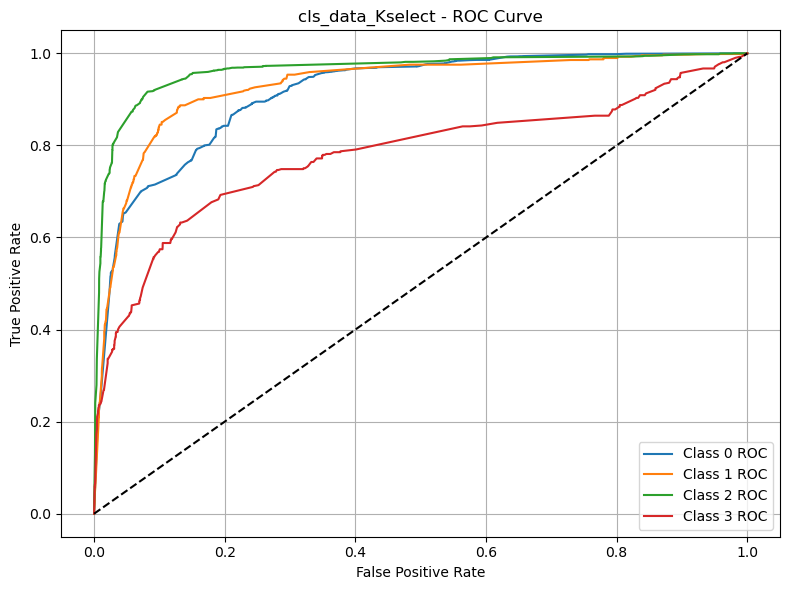 cls_data_Kselect - ROC Curve
True Positive Rate
1.0
0.8
0.6
0.4
0.2
0.0
0.0 0.2 0.4 0.6 0.8 1.0
False Positive Rate
Class 0 ROC
Class 1 ROC
Class 2 ROC
Class 3 ROC